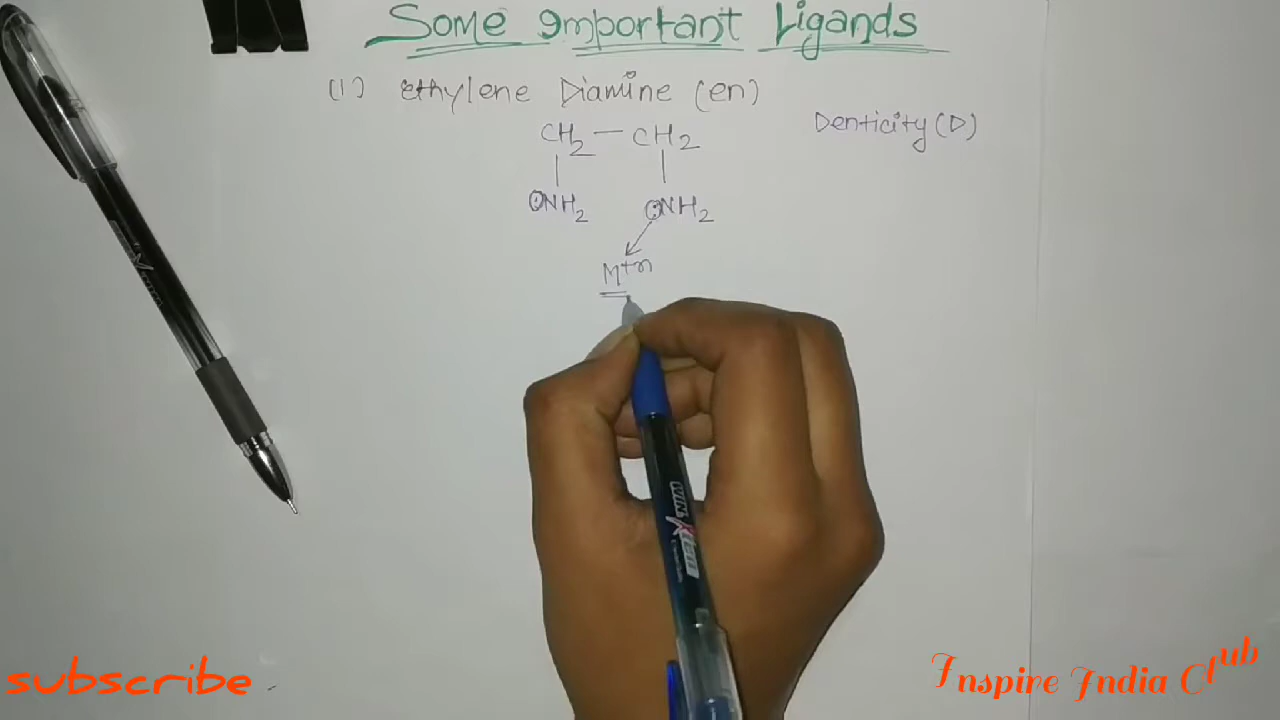 Some Important Ligands
(1) ethylene Diamine (en)
Denticity (D)
CH2 — CH2
NH2 NH2
M+n
subscribe
Inspire India Club